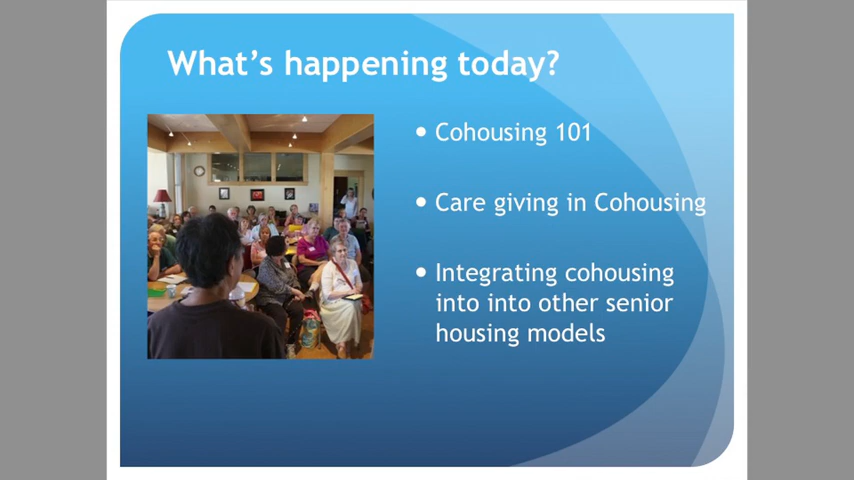 What's happening today?
Cohousing 101
Care giving in Cohousing
Integrating cohousing
into into other senior
housing models